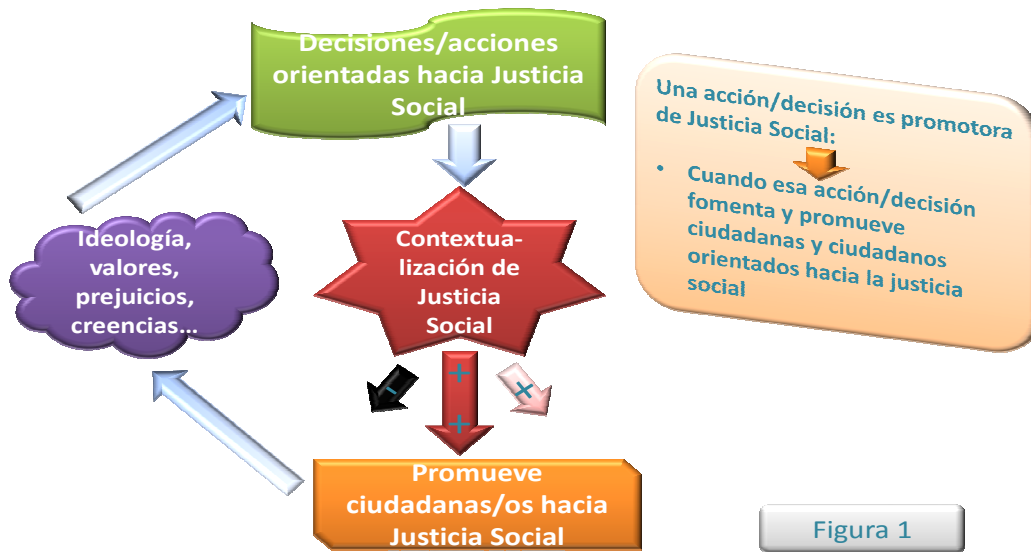 Decisiones/acciones
orientadas hacia Justicia
Social
Una acción/decisión es promotora
de Justicia Social:
• Cuando esa acción/decisión
fomenta y promueve
ciudadanas y ciudadanos
orientados hacia la justicia
social
Ideología,
valores,
prejuicios,
creencias...
Contextua-
lización de
Justicia
Social
- + +
+
Promueve
ciudadanas/os hacia
Justicia Social
Figura 1